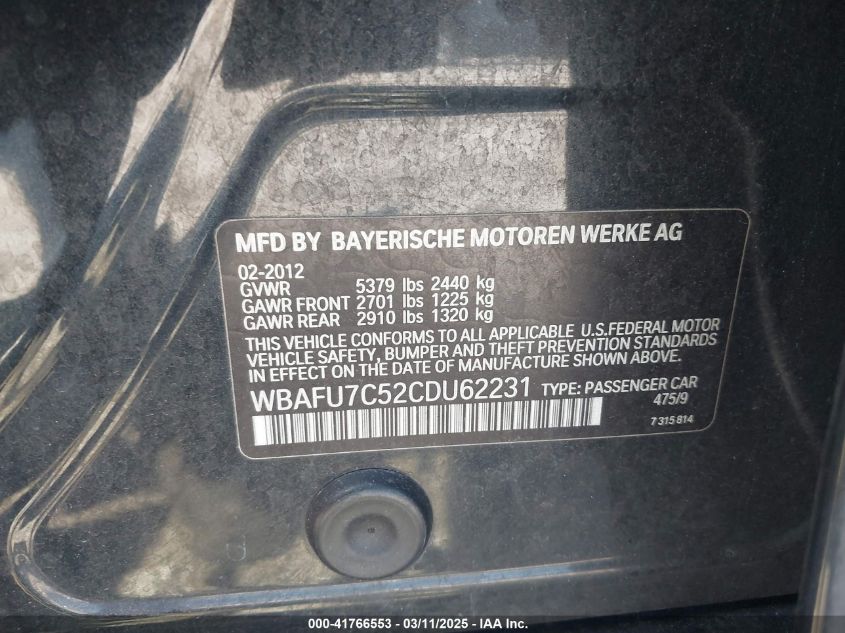 MFD BY BAYERISCHE MOTOREN WERKE AG
02-2012
GVWR 5379 lbs 2440 kg
GAWR FRONT 2701 lbs 1225 kg
GAWR REAR 2910 lbs 1320 kg
THIS VEHICLE CONFORMS TO ALL APPLICABLE U.S.FEDERAL MOTOR
VEHICLE SAFETY, BUMPER AND THEFT PREVENTION STANDARDS
IN EFFECT ON THE DATE OF MANUFACTURE SHOWN ABOVE.
WBAFU7C52CDU62231 TYPE: PASSENGER CAR
475/9
7 315 814
000-41766553 - 03/11/2025 - IAA Inc.